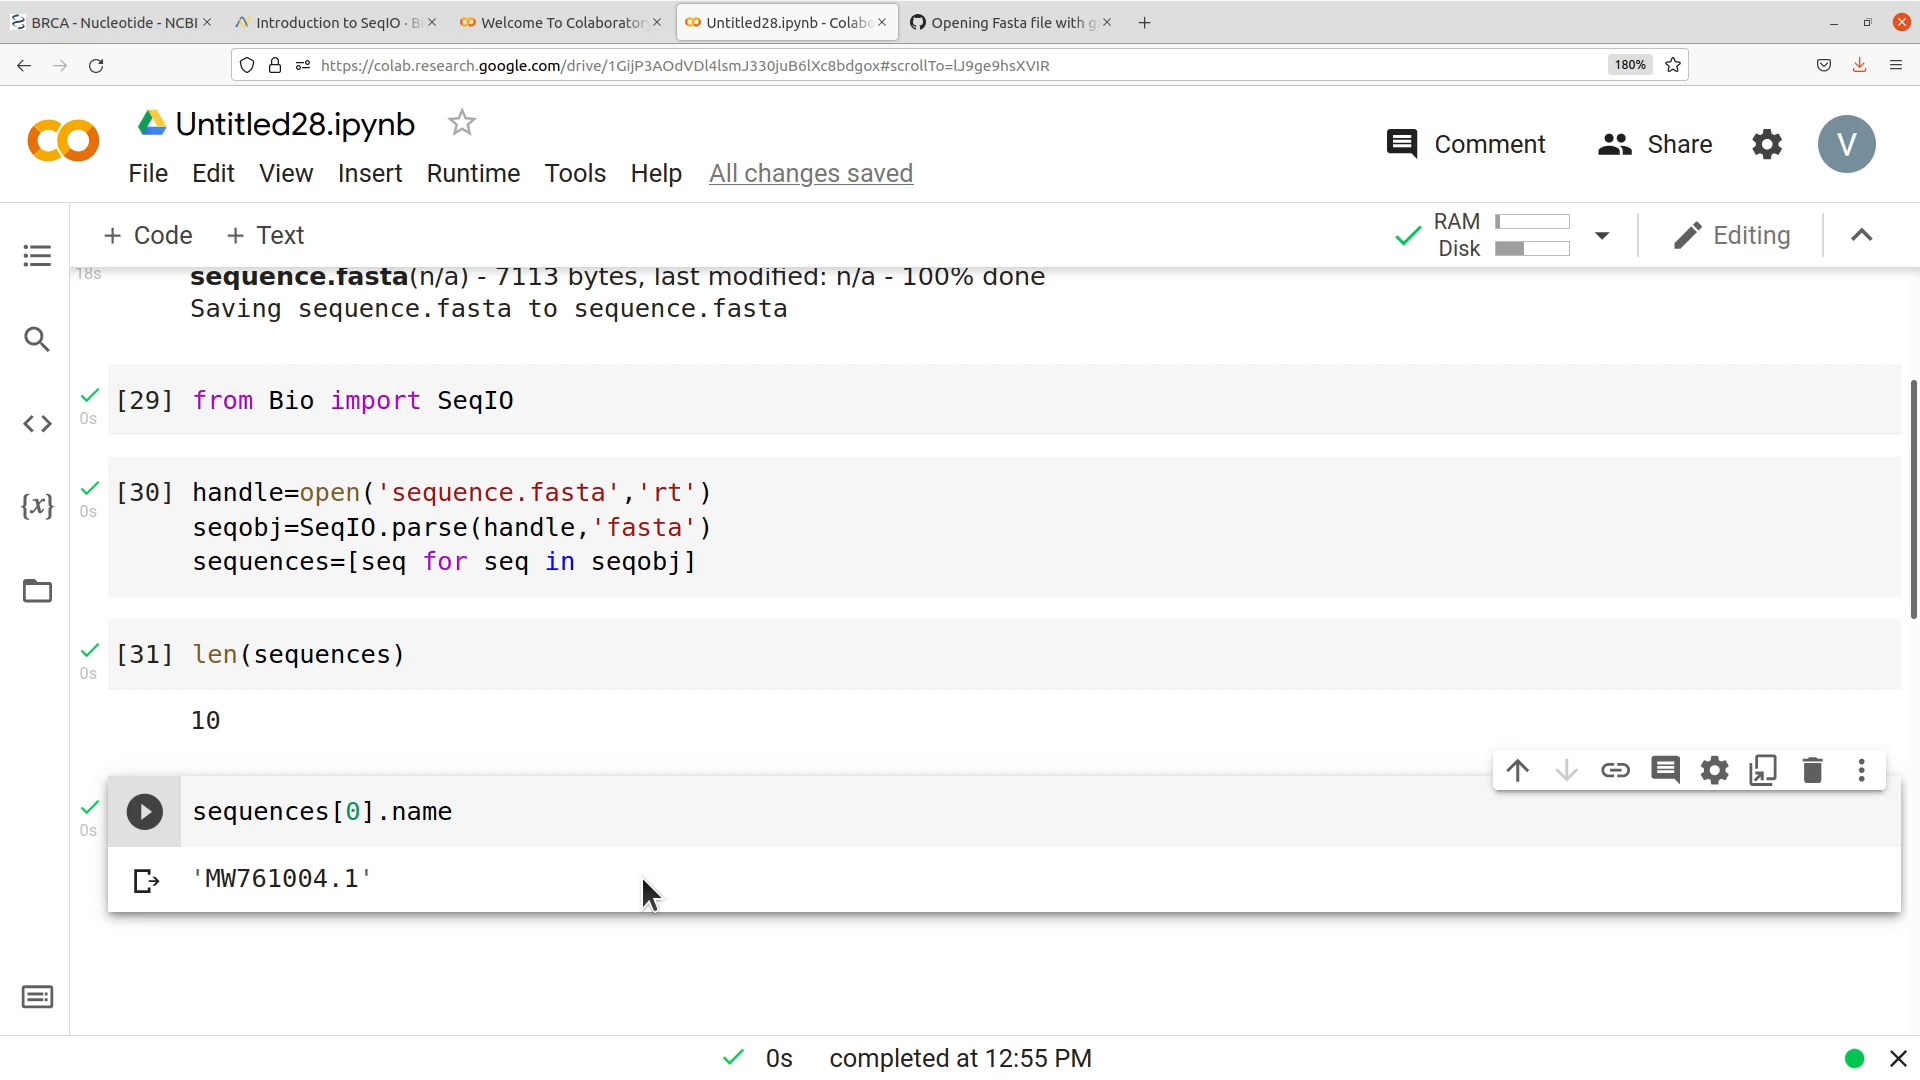 BRCA - Nucleotide - NCBI
Introduction to SeqIO · B
Welcome To Colaborator
Untitled28.ipynb - Colab
Opening Fasta file with g
https://colab.research.google.com/drive/1GijP3AOdVDl4lsmJ330juB6lXc8bdgox#scrollTo=lJ9ge9hsXVIR
180%
Untitled28.ipynb
Comment
Share
V
File Edit View Insert Runtime Tools Help All changes saved
+ Code + Text
RAM
Disk
Editing
18s
sequence.fasta(n/a) - 7113 bytes, last modified: n/a - 100% done
Saving sequence.fasta to sequence.fasta
[29] from Bio import SeqIO
0s
[30] handle=open('sequence.fasta','rt')
0s
seqobj=SeqIO.parse(handle,'fasta')
sequences=[seq for seq in seqobj]
[31] len(sequences)
0s
10
sequences[0].name
0s
'MW761004.1'
{x}
0s completed at 12:55 PM